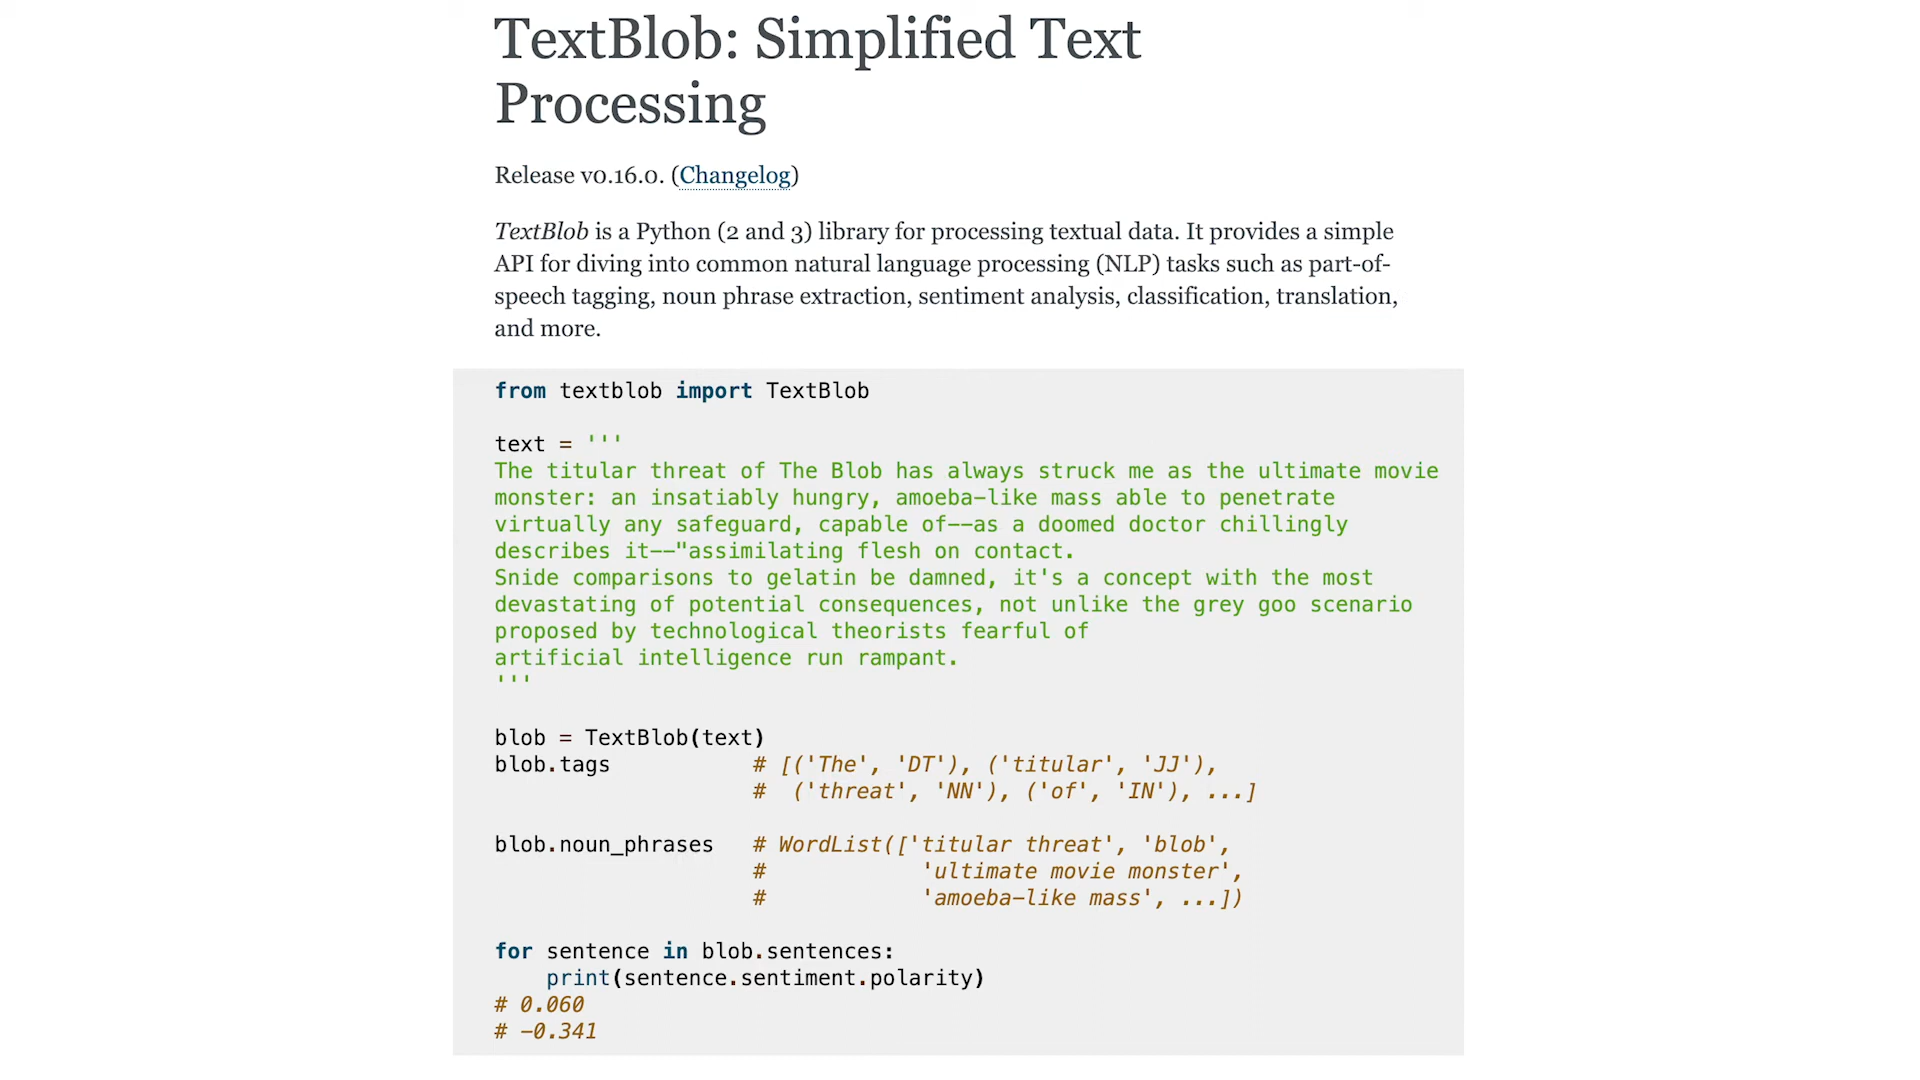 TextBlob: Simplified Text
Processing
Release v0.16.0. (Changelog)
TextBlob is a Python (2 and 3) library for processing textual data. It provides a simple
API for diving into common natural language processing (NLP) tasks such as part-of-
speech tagging, noun phrase extraction, sentiment analysis, classification, translation,
and more.
from textblob import TextBlob
text = '''
The titular threat of The Blob has always struck me as the ultimate movie
monster: an insatiably hungry, amoeba-like mass able to penetrate
virtually any safeguard, capable of--as a doomed doctor chillingly
describes it--"assimilating flesh on contact.
Snide comparisons to gelatin be damned, it's a concept with the most
devastating of potential consequences, not unlike the grey goo scenario
proposed by technological theorists fearful of
artificial intelligence run rampant.
'''
blob = TextBlob(text)
blob.tags           # [('The', 'DT'), ('titular', 'JJ'),
                    #  ('threat', 'NN'), ('of', 'IN'), ...]
blob.noun_phrases   # WordList(['titular threat', 'blob',
                    #            'ultimate movie monster',
                    #            'amoeba-like mass', ...])
for sentence in blob.sentences:
    print(sentence.sentiment.polarity)
# 0.060
# -0.341